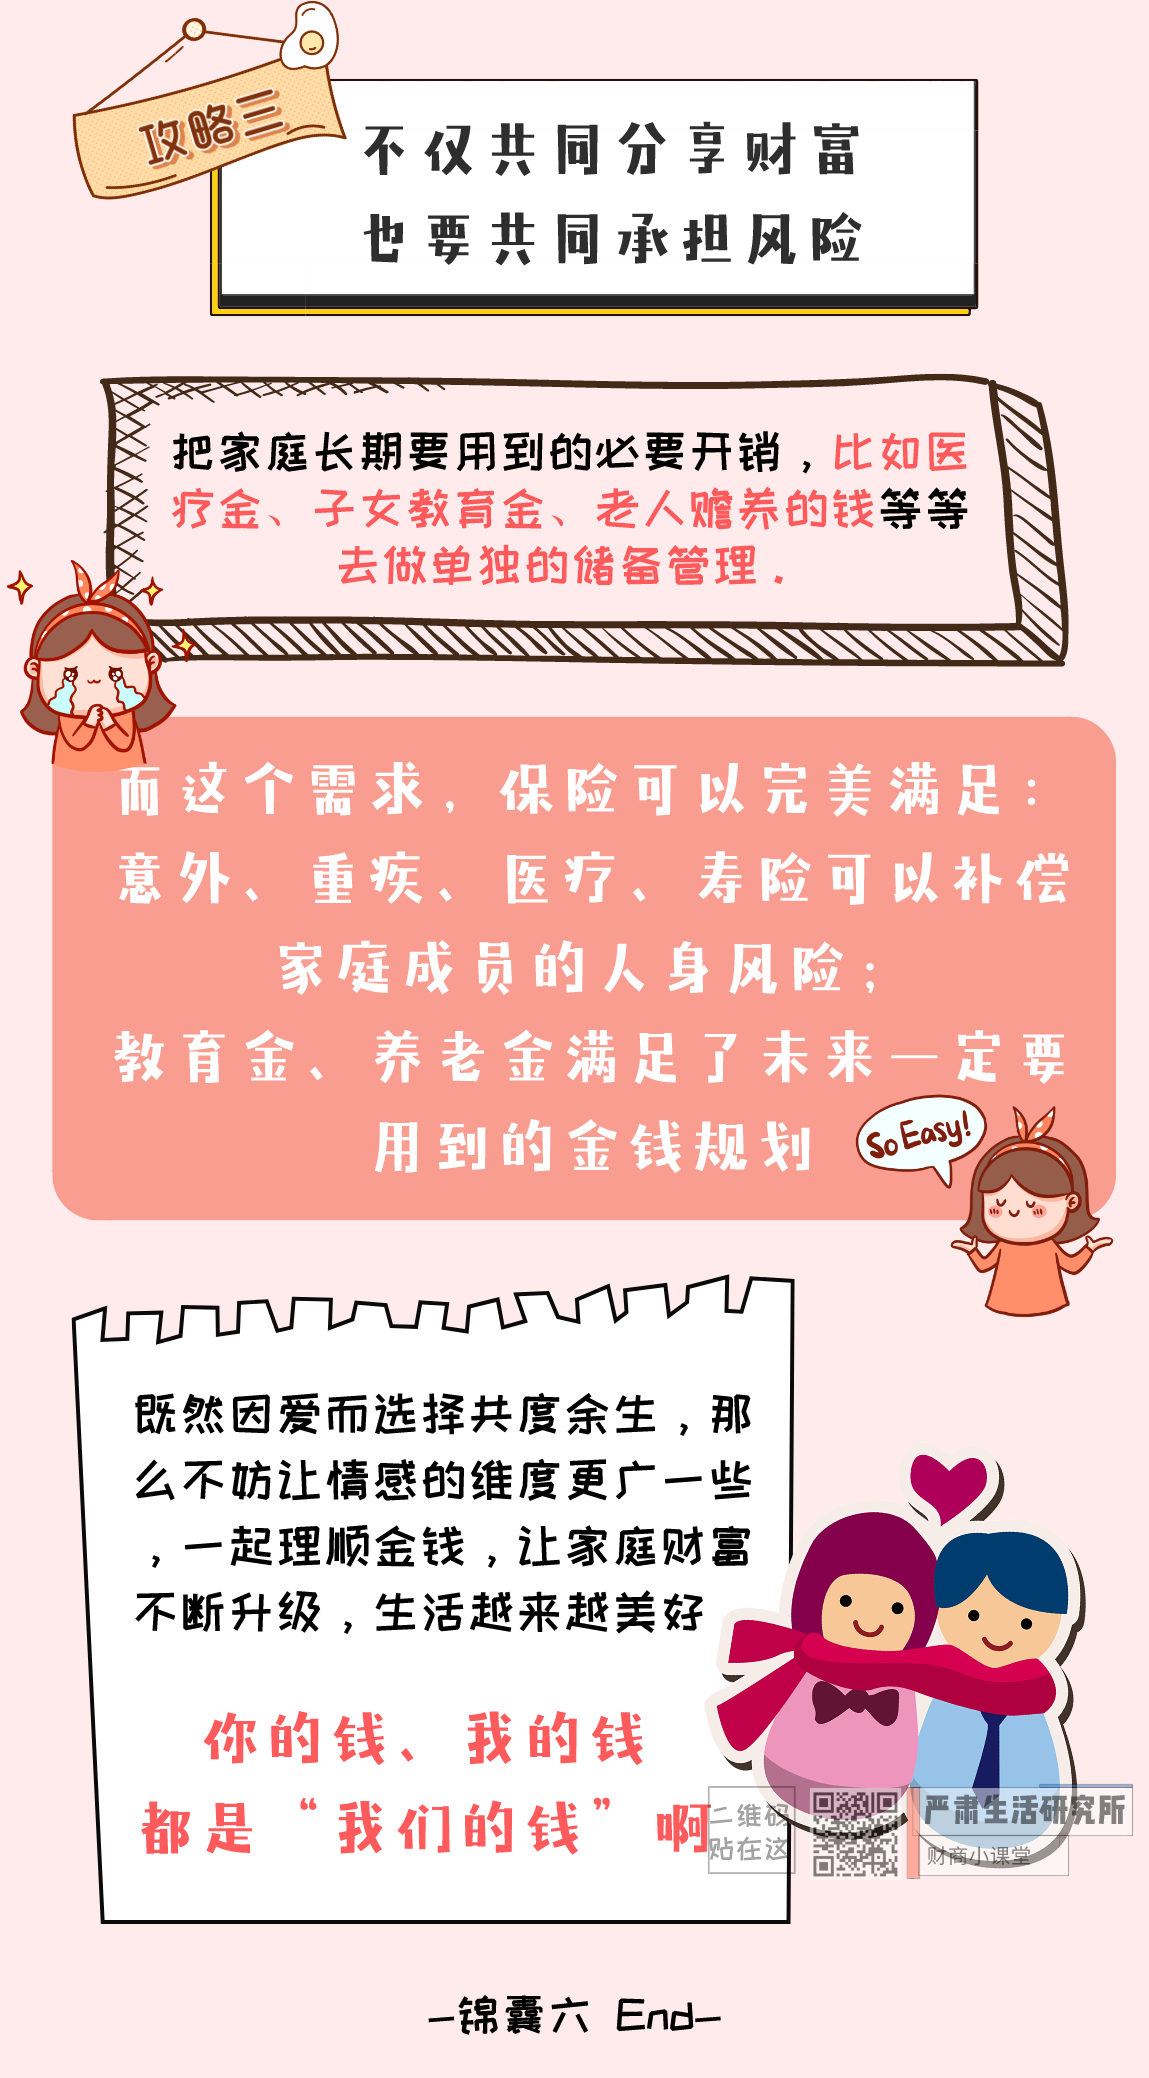 攻略三
不仅共同分享财富
也要共同承担风险
把家庭长期要用到的必要开销，比如医
疗金、子女教育金、老人赡养的钱等等
去做单独的储备管理．
而这个需求，保险可以完美满足：
意外、重疾、医疗、寿险可以补偿
家庭成员的人身风险；
教育金、养老金满足了未来一定要
用到的金钱规划
So Easy!
既然因爱而选择共度余生，那
么不妨让情感的维度更广一些
，一起理顺金钱，让家庭财富
不断升级，生活越来越美好
你的钱、我的钱
都是“我们的钱”啊
二维码
贴在这
严肃生活研究所
财商小课堂
-锦囊六 End-